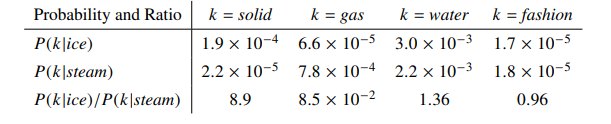 Probability and Ratio k = solid k = gas k = water k = fashion
P(k|ice) 1.9 × 10⁻⁴ 6.6 × 10⁻⁵ 3.0 × 10⁻³ 1.7 × 10⁻⁵
P(k|steam) 2.2 × 10⁻⁵ 7.8 × 10⁻⁴ 2.2 × 10⁻³ 1.8 × 10⁻⁵
P(k|ice)/P(k|steam) 8.9 8.5 × 10⁻² 1.36 0.96